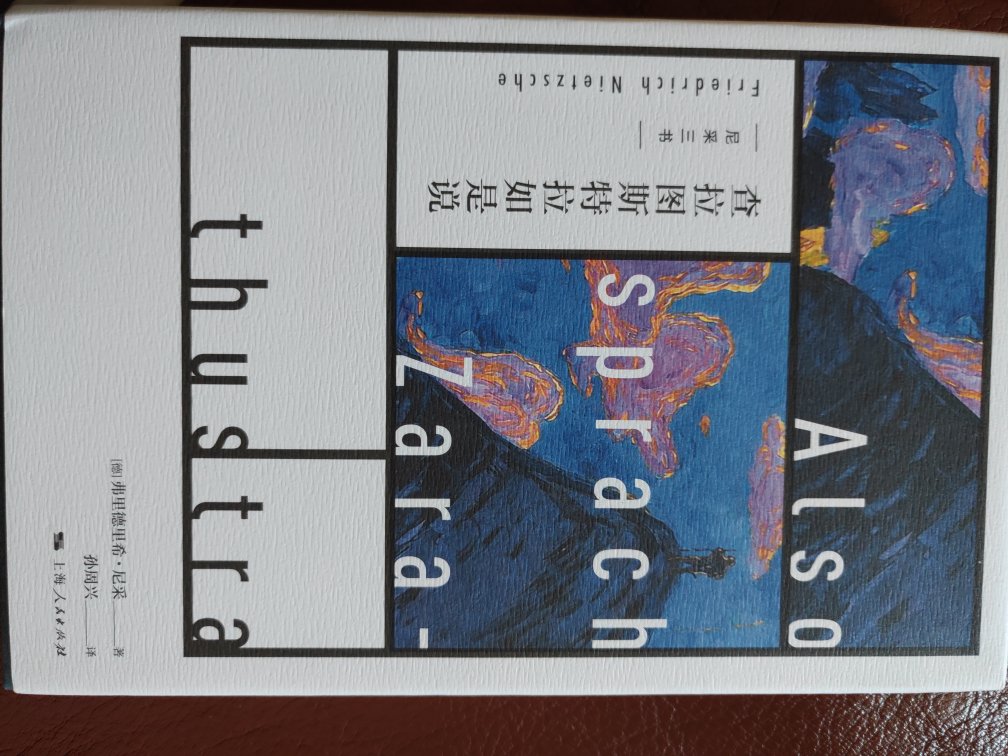 Also
Friedrich Nietzsche
尼采三书
查拉图斯特拉如是说
sprach
Zara-
thustra
[德]弗里德里希·尼采 著
孙周兴 译
上海人民出版社